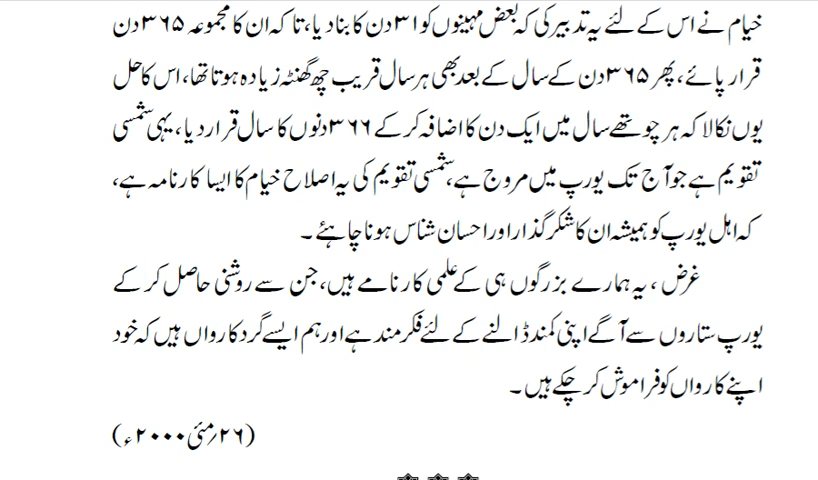 خیام نے اس کے لئے یہ تدبیر کی کہ بعض مہینوں کو ۳۱ دن کا بنادیا، تاکہ ان کا مجموعہ ۳۶۵ دن
قرار پائے، پھر ۳۶۵ دن کے سال کے بعد بھی ہر سال قریب چھ گھنٹہ زیادہ ہوتا تھا، اس کا حل
یوں نکالا کہ ہر چوتھے سال میں ایک دن کا اضافہ کرکے ۳۶۶ دنوں کا سال قرار دیا، یہی شمسی
تقویم ہے جو آج تک یورپ میں مروج ہے، شمسی تقویم کی یہ اصلاح خیام کا ایسا کارنامہ ہے،
کہ اہل یورپ کو ہمیشہ ان کا شکر گذار اور احسان شناس ہونا چاہئے۔
غرض، یہ ہمارے بزرگوں ہی کے علمی کارنامے ہیں، جن سے روشنی حاصل کرکے
یورپ ستاروں سے آگے اپنی کمند ڈالنے کے لئے فکر مند ہے اور ہم ایسے گرد کارواں ہیں کہ خود
اپنے کارواں کو فراموش کرچکے ہیں۔
(۲۶؍مئی ۲۰۰۰ء)